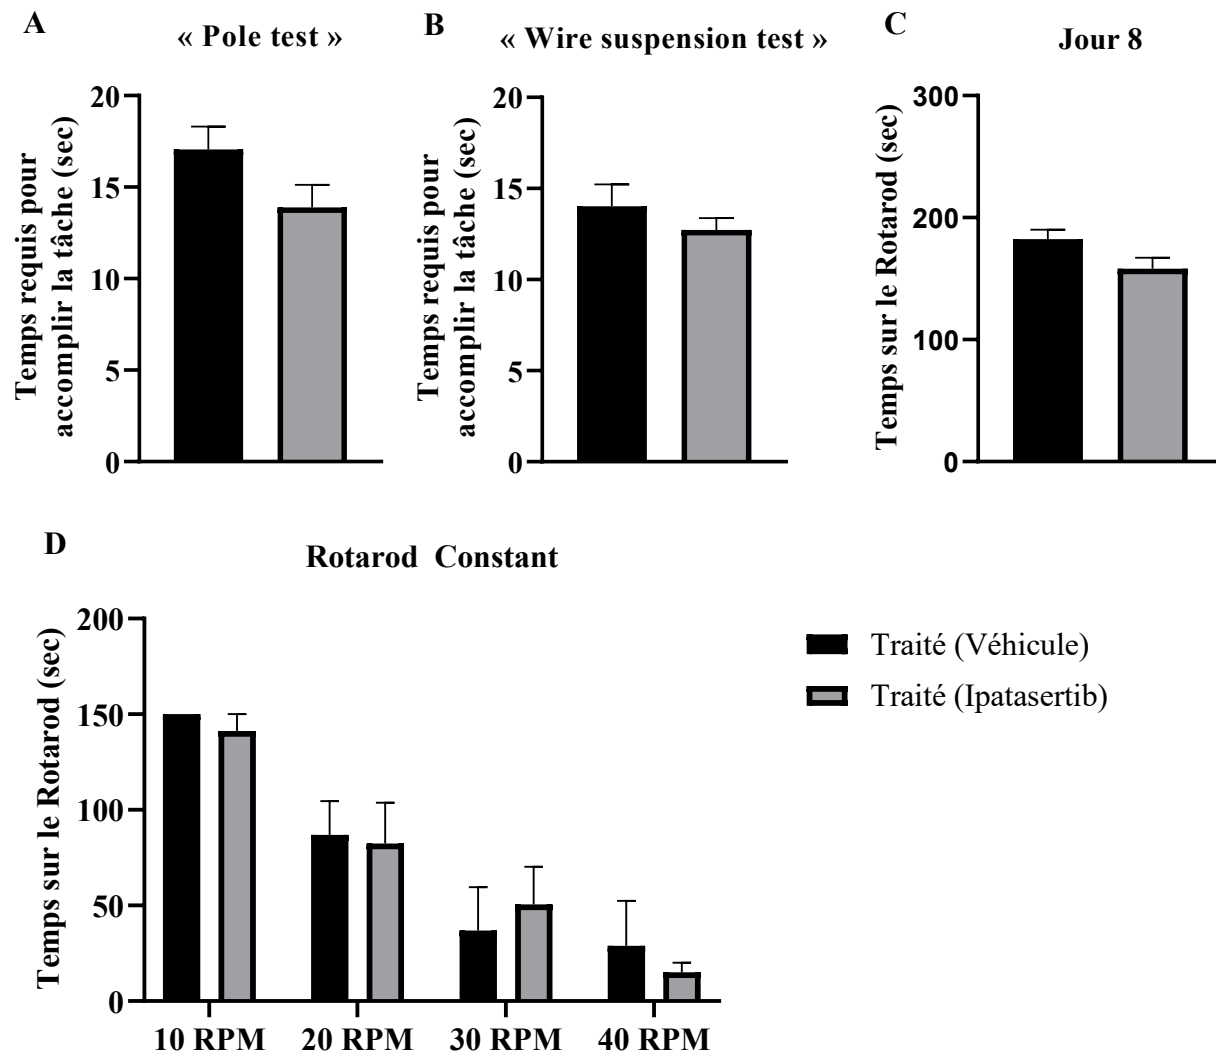 A
« Pole test »
Temps requis pour
accomplir la tâche (sec)
20
15
10
5
0
B
« Wire suspension test »
Temps requis pour
accomplir la tâche (sec)
20
15
10
5
0
C
Jour 8
Temps sur le Rotarod (sec)
300
200
100
0
D
Rotarod Constant
Temps sur le Rotarod (sec)
200
150
100
50
0
10 RPM
20 RPM
30 RPM
40 RPM
Traité (Véhicule)
Traité (Ipatasertib)